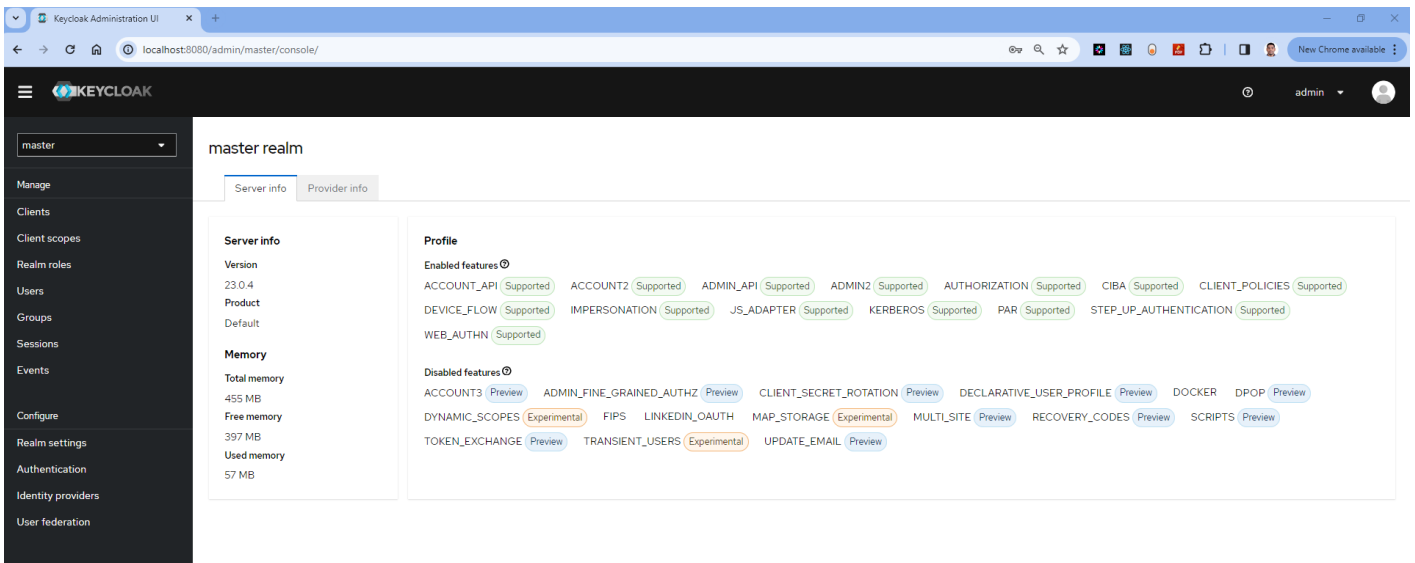 Keycloak Administration UI
localhost:8080/admin/master/console/
New Chrome available
KEYCLOAK
admin
master
Manage
Clients
Client scopes
Realm roles
Users
Groups
Sessions
Events
Configure
Realm settings
Authentication
Identity providers
User federation
master realm
Server info Provider info
Server info
Version
23.0.4
Product
Default
Memory
Total memory
455 MB
Free memory
397 MB
Used memory
57 MB
Profile
Enabled features
ACCOUNT_API Supported ACCOUNT2 Supported ADMIN_API Supported ADMIN2 Supported AUTHORIZATION Supported CIBA Supported CLIENT_POLICIES Supported
DEVICE_FLOW Supported IMPERSONATION Supported JS_ADAPTER Supported KERBEROS Supported PAR Supported STEP_UP_AUTHENTICATION Supported
WEB_AUTHN Supported
Disabled features
ACCOUNT3 Preview ADMIN_FINE_GRAINED_AUTHZ Preview CLIENT_SECRET_ROTATION Preview DECLARATIVE_USER_PROFILE Preview DOCKER DPOP Preview
DYNAMIC_SCOPES Experimental FIPS LINKEDIN_OAUTH MAP_STORAGE Experimental MULTI_SITE Preview RECOVERY_CODES Preview SCRIPTS Preview
TOKEN_EXCHANGE Preview TRANSIENT_USERS Experimental UPDATE_EMAIL Preview